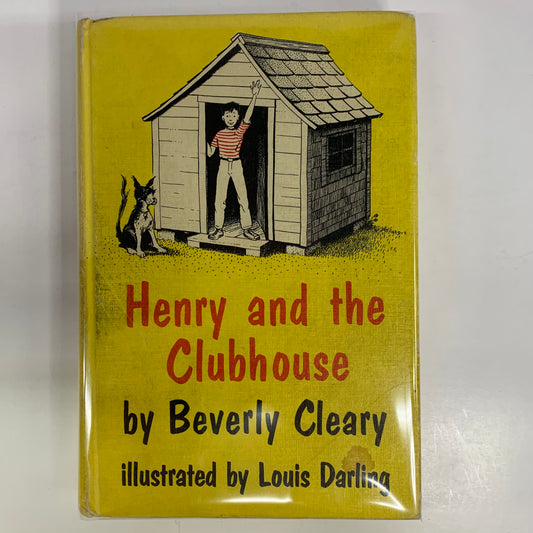 Henry and the
Clubhouse
by Beverly Cleary
illustrated by Louis Darling